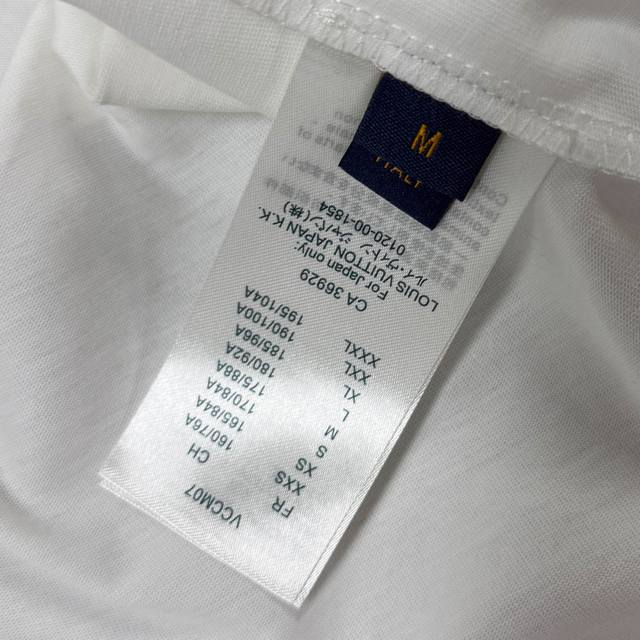 M
VCCM07
FR CH
XXS 160/76A
XS 165/84A
S 170/84A
M 175/88A
L 180/92A
XL 185/96A
XXL 190/100A
XXXL 195/104A
CA 36929
For Japan only:
LOUIS VUITTON JAPAN K.K.
ルイ・ヴィトン ジャパン(株)
0120-00-1854